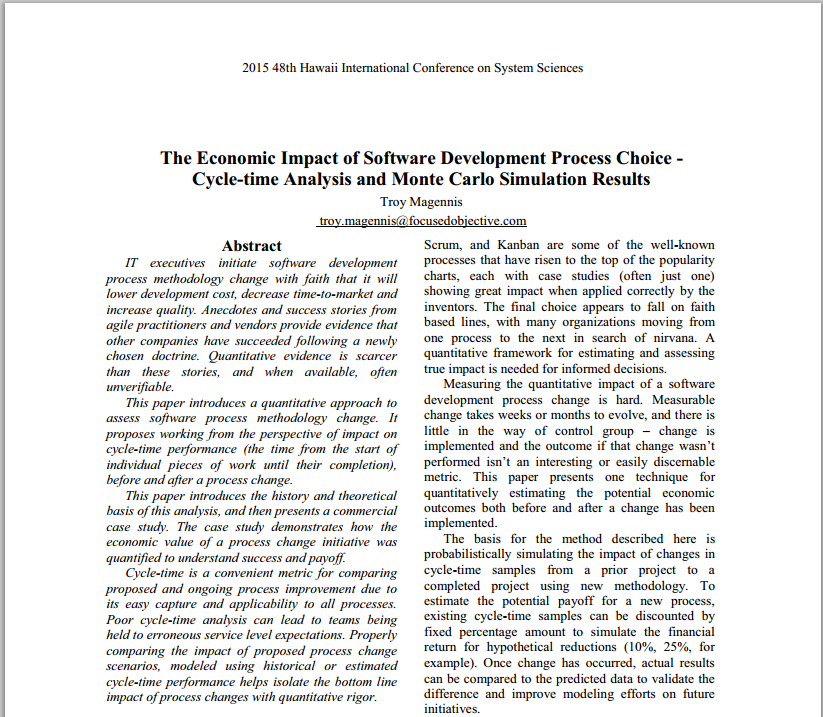 2015 48th Hawaii International Conference on System Sciences
The Economic Impact of Software Development Process Choice -
Cycle-time Analysis and Monte Carlo Simulation Results
Troy Magennis
troy.magennis@focusedobjective.com
Abstract
IT executives initiate software development
process methodology change with faith that it will
lower development cost, decrease time-to-market and
increase quality. Anecdotes and success stories from
agile practitioners and vendors provide evidence that
other companies have succeeded following a newly
chosen doctrine. Quantitative evidence is scarcer
than these stories, and when available, often
unverifiable.
This paper introduces a quantitative approach to
assess software process methodology change. It
proposes working from the perspective of impact on
cycle-time performance (the time from the start of
individual pieces of work until their completion),
before and after a process change.
This paper introduces the history and theoretical
basis of this analysis, and then presents a commercial
case study. The case study demonstrates how the
economic value of a process change initiative was
quantified to understand success and payoff.
Cycle-time is a convenient metric for comparing
proposed and ongoing process improvement due to
its easy capture and applicability to all processes.
Poor cycle-time analysis can lead to teams being
held to erroneous service level expectations. Properly
comparing the impact of proposed process change
scenarios, modeled using historical or estimated
cycle-time performance helps isolate the bottom line
impact of process changes with quantitative rigor.
Scrum, and Kanban are some of the well-known
processes that have risen to the top of the popularity
charts, each with case studies (often just one)
showing great impact when applied correctly by the
inventors. The final choice appears to fall on faith
based lines, with many organizations moving from
one process to the next in search of nirvana. A
quantitative framework for estimating and assessing
true impact is needed for informed decisions.
Measuring the quantitative impact of a software
development process change is hard. Measurable
change takes weeks or months to evolve, and there is
little in the way of control group – change is
implemented and the outcome if that change wasn't
performed isn't an interesting or easily discernable
metric. This paper presents one technique for
quantitatively estimating the potential economic
outcomes both before and after a change has been
implemented.
The basis for the method described here is
probabilistically simulating the impact of changes in
cycle-time samples from a prior project to a
completed project using new methodology. To
estimate the potential payoff for a new process,
existing cycle-time samples can be discounted by
fixed percentage amount to simulate the financial
return for hypothetical reductions (10%, 25%, for
example). Once change has occurred, actual results
can be compared to the predicted data to validate the
difference and improve modeling efforts on future
initiatives.